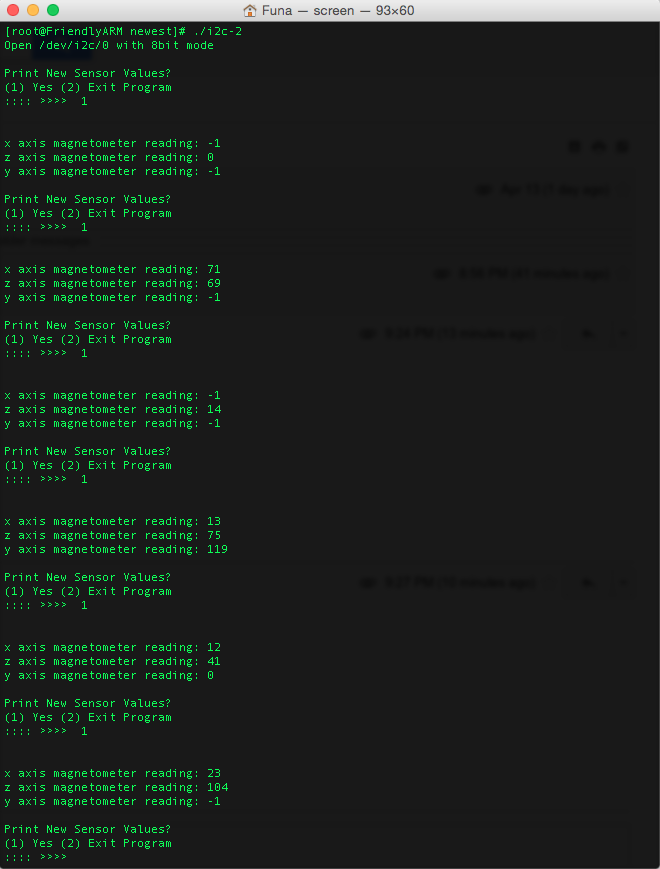 Funa — screen — 93×60
[root@FriendlyARM newest]# ./i2c-2
Open /dev/i2c/0 with 8bit mode
Print New Sensor Values?
(1) Yes (2) Exit Program
:::: >>>>  1
x axis magnetometer reading: -1
z axis magnetometer reading: 0
y axis magnetometer reading: -1
Print New Sensor Values?
(1) Yes (2) Exit Program
:::: >>>>  1
x axis magnetometer reading: 71
z axis magnetometer reading: 69
y axis magnetometer reading: -1
Print New Sensor Values?
(1) Yes (2) Exit Program
:::: >>>>  1
x axis magnetometer reading: -1
z axis magnetometer reading: 14
y axis magnetometer reading: -1
Print New Sensor Values?
(1) Yes (2) Exit Program
:::: >>>>  1
x axis magnetometer reading: 13
z axis magnetometer reading: 75
y axis magnetometer reading: 119
Print New Sensor Values?
(1) Yes (2) Exit Program
:::: >>>>  1
x axis magnetometer reading: 12
z axis magnetometer reading: 41
y axis magnetometer reading: 0
Print New Sensor Values?
(1) Yes (2) Exit Program
:::: >>>>  1
x axis magnetometer reading: 23
z axis magnetometer reading: 104
y axis magnetometer reading: -1
Print New Sensor Values?
(1) Yes (2) Exit Program
:::: >>>>